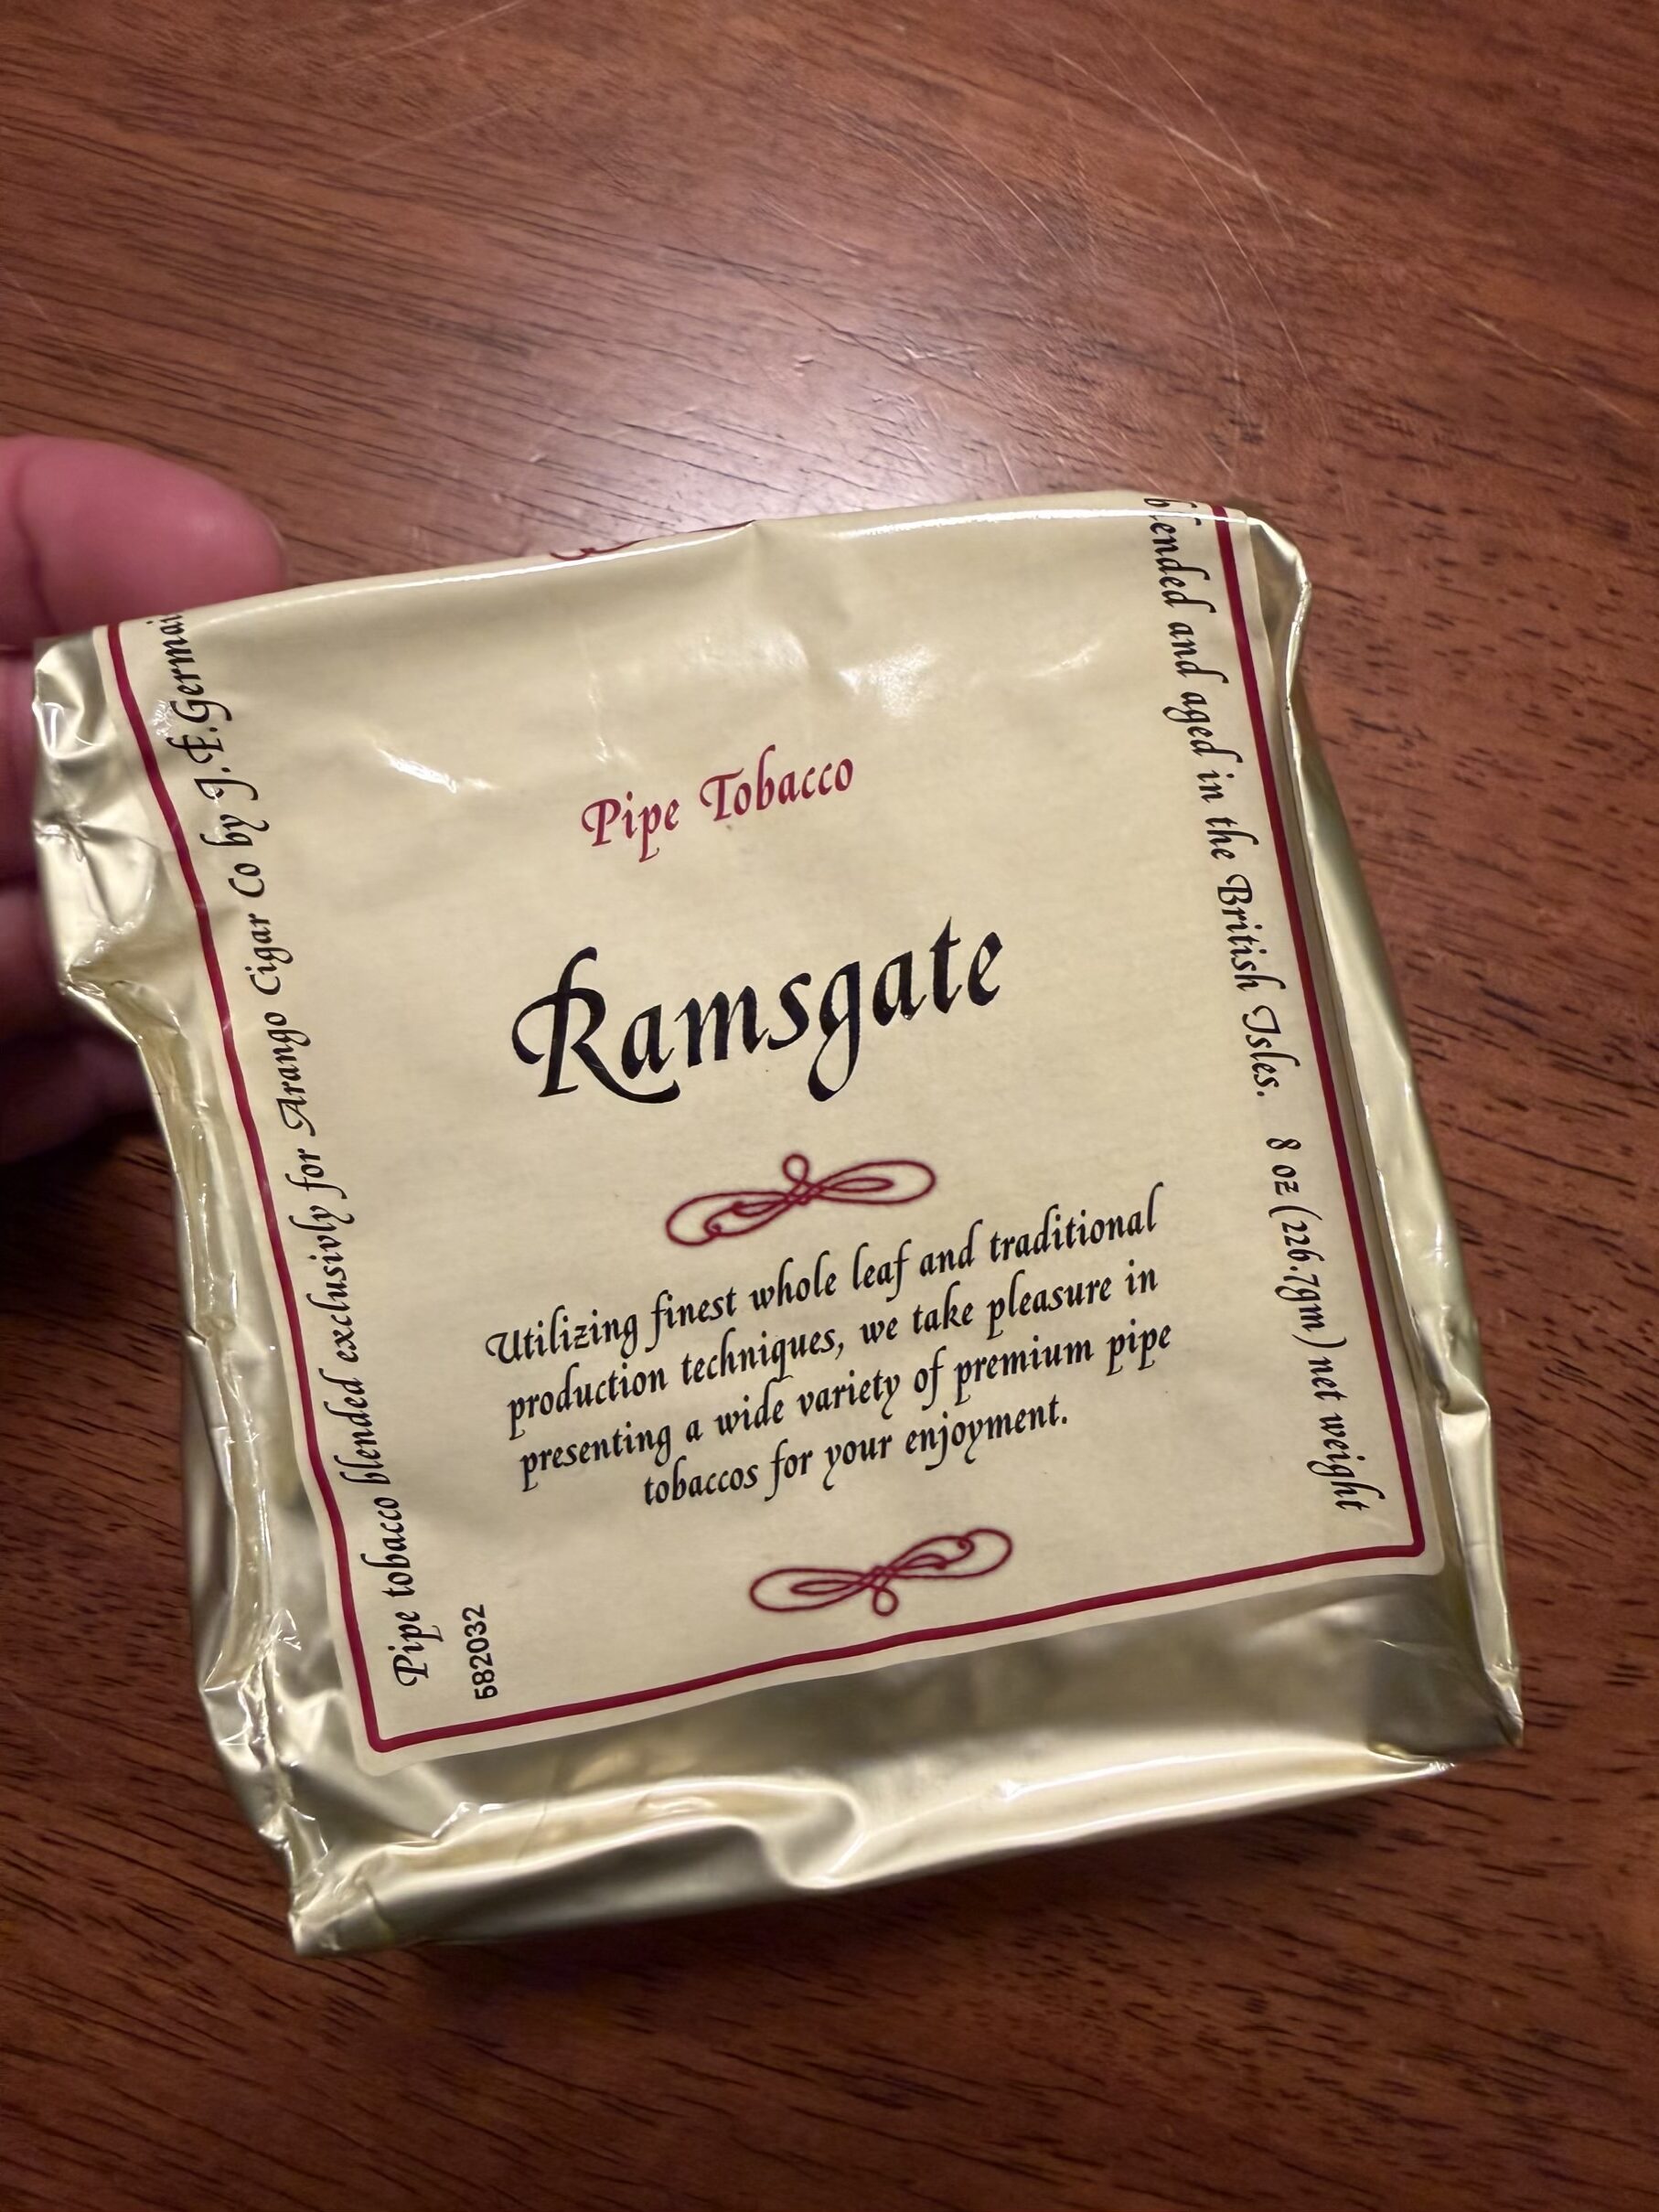 Pipe Tobacco
Ramsgate
Utilizing finest whole leaf and traditional
production techniques, we take pleasure in
presenting a wide variety of premium pipe
tobaccos for your enjoyment.
Pipe tobacco blended exclusivly for Arango Cigar Co by J.F.Germai
582032
blended and aged in the British Isles. 8 oz (226.79gm) net weight